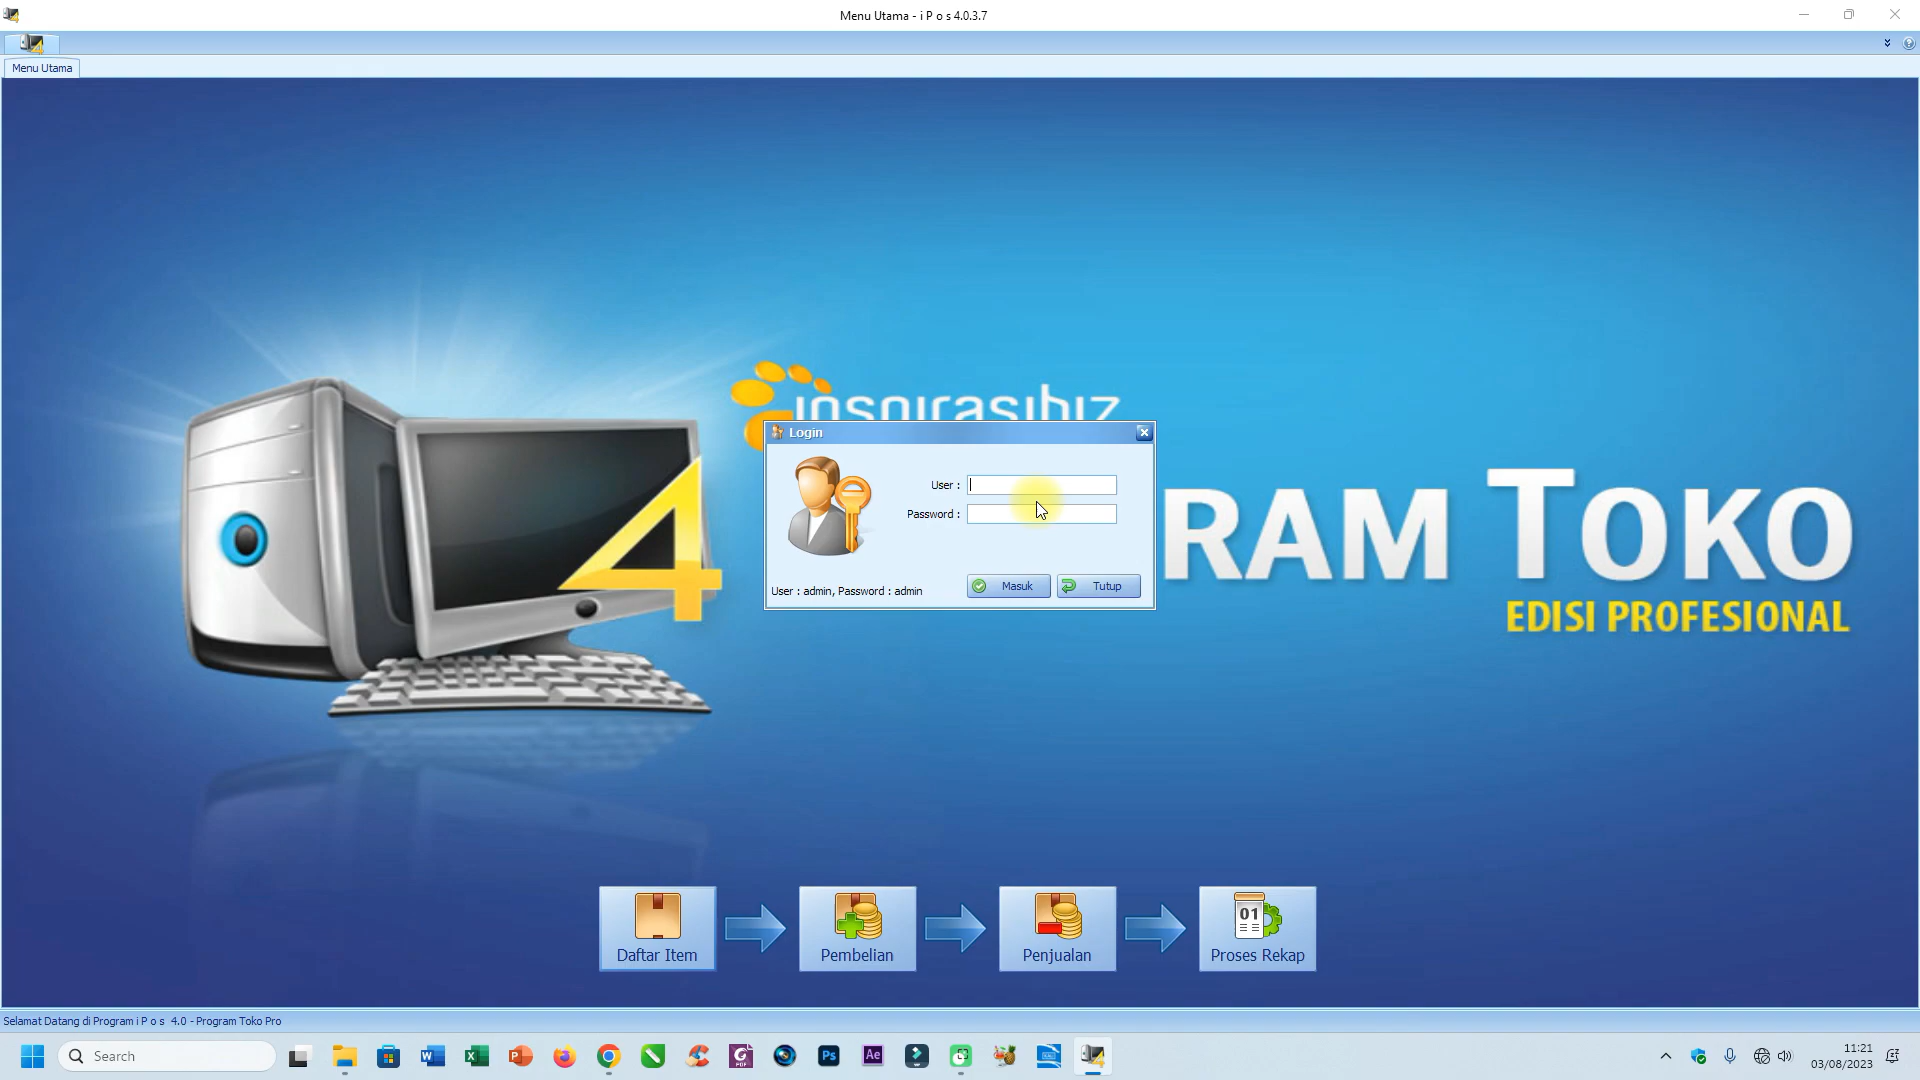 Menu Utama - i P o s 4.0.3.7
Menu Utama
inspirasibiz
Login
User :
Password :
User : admin, Password : admin
Masuk
Tutup
RAM TOKO
EDISI PROFESIONAL
4
01
Daftar Item
Pembelian
Penjualan
Proses Rekap
Selamat Datang di Program i P o s 4.0 - Program Toko Pro
Search
11:21
03/08/2023